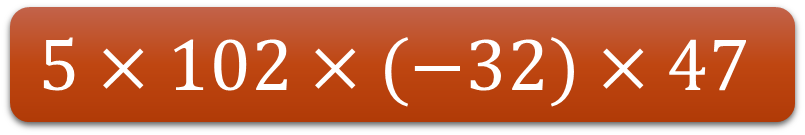 5 × 102 × (−32) × 47